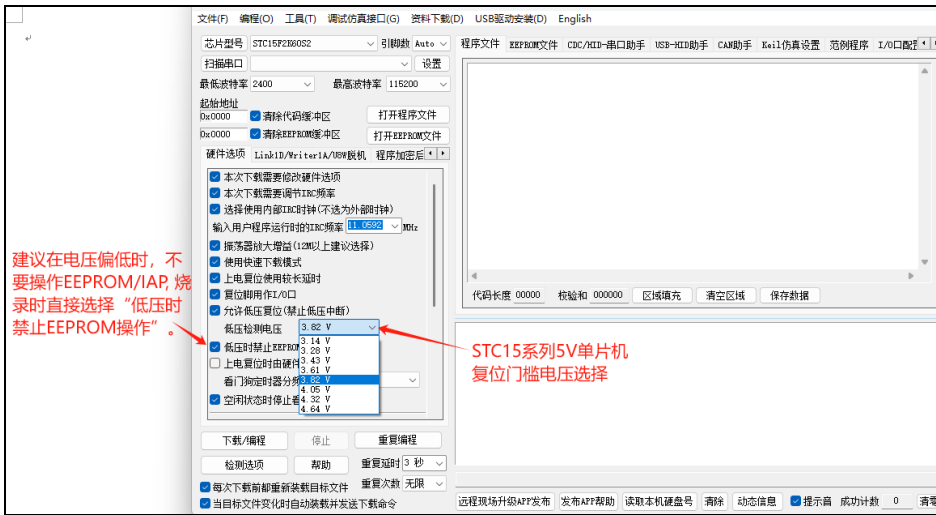 文件(F) 编程(O) 工具(T) 调试仿真接口(G) 资料下载(D) USB驱动安装(D) English
芯片型号 STC15F2K60S2 引脚数 Auto
扫描串口 设置
最低波特率 2400 最高波特率 115200
起始地址
0x0000 清除代码缓冲区 打开程序文件
0x0000 清除EEPROM缓冲区 打开EEPROM文件
硬件选项 Link1D/Writer1A/U8W脱机 程序加密后
本次下载需要修改硬件选项
本次下载需要调节IRC频率
选择使用内部IRC时钟(不选为外部时钟)
输入用户程序运行时的IRC频率 11.0592 MHz
振荡器放大增益(12M以上建议选择)
使用快速下载模式
上电复位使用较长延时
复位脚用作I/O口
允许低压复位(禁止低压中断)
低压检测电压 3.82 V
低压时禁止EEPRO
上电复位时由硬件
看门狗定时器分频
空闲状态时停止看
3.14 V
3.28 V
3.43 V
3.61 V
3.82 V
4.05 V
4.32 V
4.64 V
下载/编程 停止 重复编程
检测选项 帮助 重复延时 3 秒
每次下载前都重新装载目标文件 重复次数 无限
当目标文件变化时自动装载并发送下载命令
程序文件 EEPROM文件 CDC/HID-串口助手 USB-HID助手 CAN助手 Keil仿真设置 范例程序 I/O口配
代码长度 00000 校验和 000000 区域填充 清空区域 保存数据
远程现场升级APP发布 发布APP帮助 读取本机硬盘号 清除 动态信息 提示音 成功计数 0 清零
建议在电压偏低时，不
要操作EEPROM/IAP, 烧
录时直接选择“低压时
禁止EEPROM操作”。
STC15系列5V单片机
复位门槛电压选择